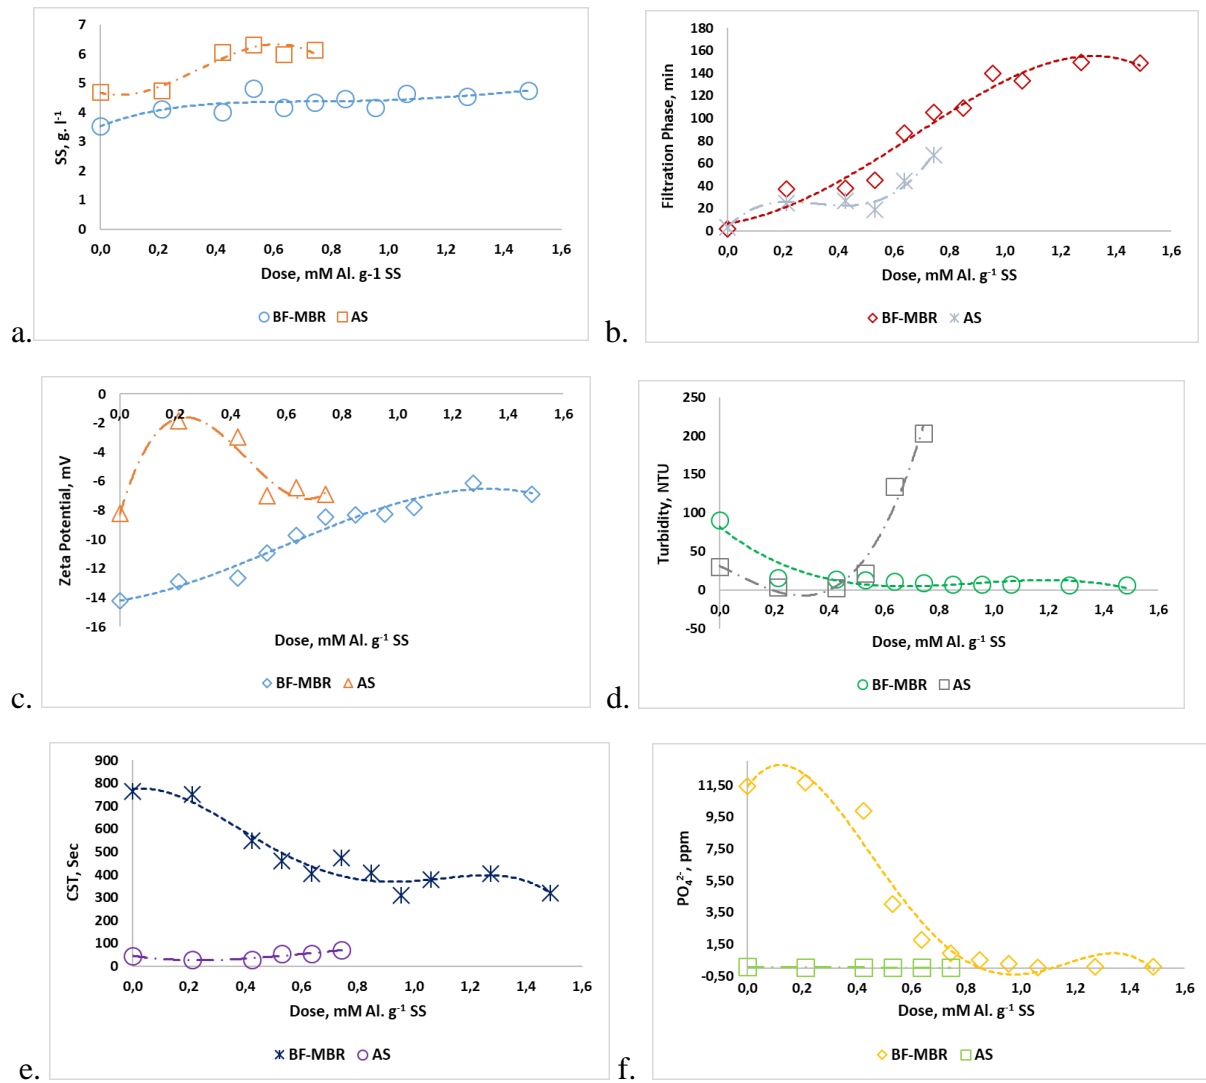 7
6
5
4
3
2
1
0
SS, g. l-1
0,0 0,2 0,4 0,6 0,8 1,0 1,2 1,4 1,6
Dose, mM Al. g-1 SS
BF-MBR AS
a.
180
160
140
120
100
80
60
40
20
0
Filtration Phase, min
0,0 0,2 0,4 0,6 0,8 1,0 1,2 1,4 1,6
Dose, mM Al. g-1 SS
BF-MBR AS
b.
0
-2
-4
-6
-8
-10
-12
-14
-16
Zeta Potential, mV
0,0 0,2 0,4 0,6 0,8 1,0 1,2 1,4 1,6
Dose, mM Al. g-1 SS
BF-MBR AS
c.
250
200
150
100
50
0
-50
Turbidity, NTU
0,0 0,2 0,4 0,6 0,8 1,0 1,2 1,4 1,6
Dose, mM Al. g-1 SS
BF-MBR AS
d.
900
800
700
600
500
400
300
200
100
0
CST, Sec
0,0 0,2 0,4 0,6 0,8 1,0 1,2 1,4 1,6
Dose, mM Al. g-1 SS
BF-MBR AS
e.
11,50
9,50
7,50
5,50
3,50
1,50
-0,50
PO4 2-, ppm
0,0 0,2 0,4 0,6 0,8 1,0 1,2 1,4 1,6
Dose, mM Al. g-1 SS
BF-MBR AS
f.